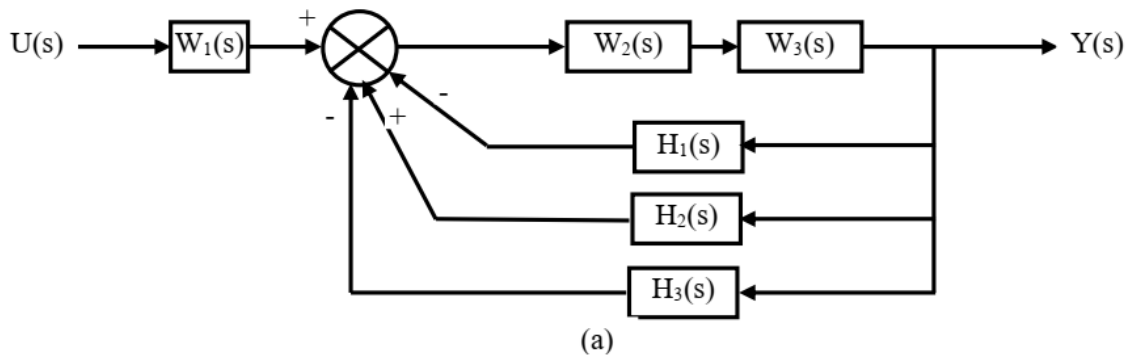 U(s) W₁(s) + W₂(s) W₃(s) Y(s)
- + -
H₁(s)
H₂(s)
H₃(s)
(a)